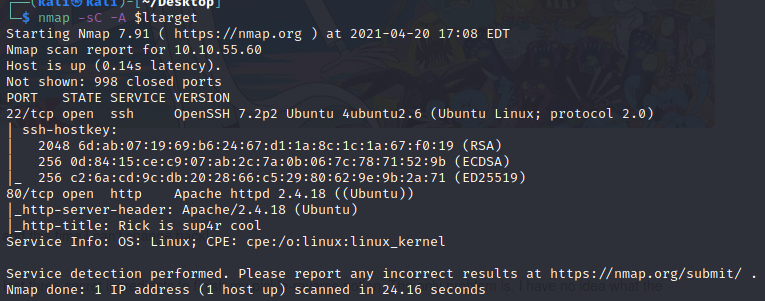 (kali㉿kali)-[~/Desktop]
$ nmap -sC -A $ltarget
Starting Nmap 7.91 ( https://nmap.org ) at 2021-04-20 17:08 EDT
Nmap scan report for 10.10.55.60
Host is up (0.14s latency).
Not shown: 998 closed ports
PORT   STATE SERVICE VERSION
22/tcp open  ssh     OpenSSH 7.2p2 Ubuntu 4ubuntu2.6 (Ubuntu Linux; protocol 2.0)
| ssh-hostkey:
|   2048 6d:ab:07:19:69:b6:24:67:d1:1a:8c:1c:1a:67:f0:19 (RSA)
|   256 0d:84:15:ce:c9:07:ab:2c:7a:0b:06:7c:78:71:52:9b (ECDSA)
|_  256 c2:6a:cd:9c:db:20:28:66:c5:29:80:62:9e:9b:2a:71 (ED25519)
80/tcp open  http    Apache httpd 2.4.18 ((Ubuntu))
|_http-server-header: Apache/2.4.18 (Ubuntu)
|_http-title: Rick is sup4r cool
Service Info: OS: Linux; CPE: cpe:/o:linux:linux_kernel
Service detection performed. Please report any incorrect results at https://nmap.org/submit/ .
Nmap done: 1 IP address (1 host up) scanned in 24.16 seconds
is, I have no idea what the